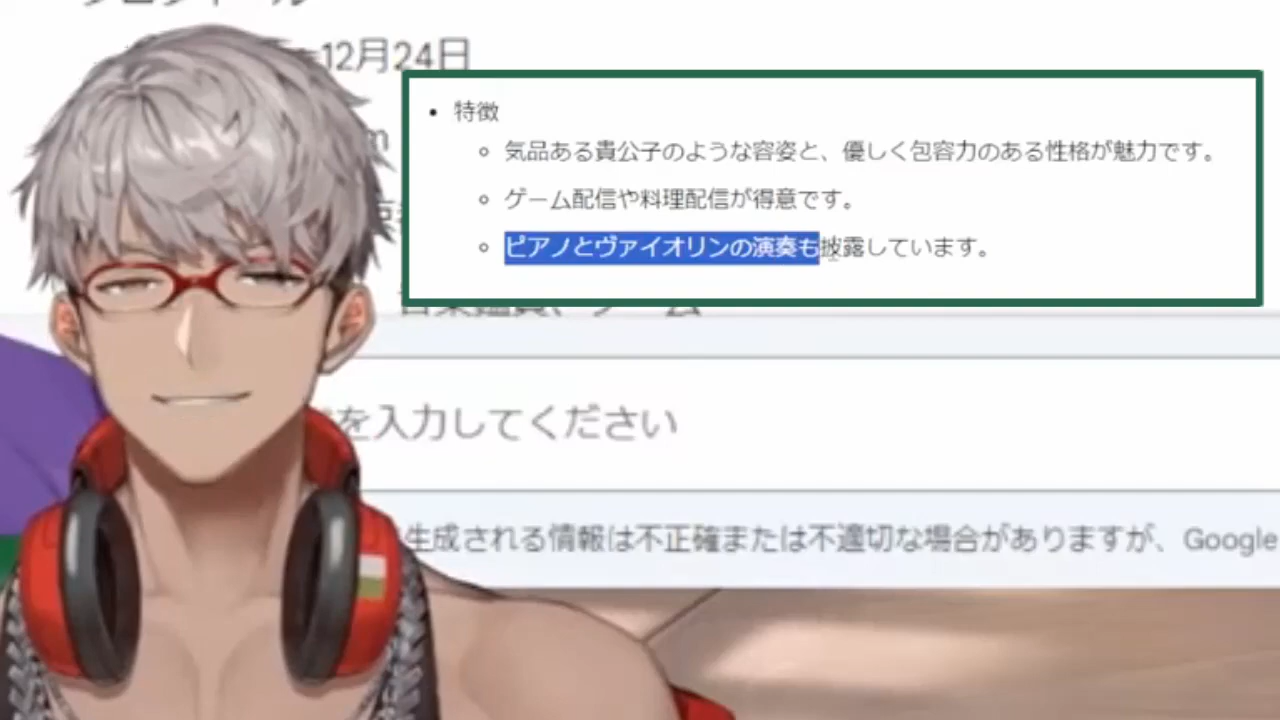 12月24日
• 特徴
◦ 気品ある貴公子のような容姿と、優しく包容力のある性格が魅力です。
◦ ゲーム配信や料理配信が得意です。
◦ ピアノとヴァイオリンの演奏も披露しています。
を入力してください
生成される情報は不正確または不適切な場合がありますが、Google